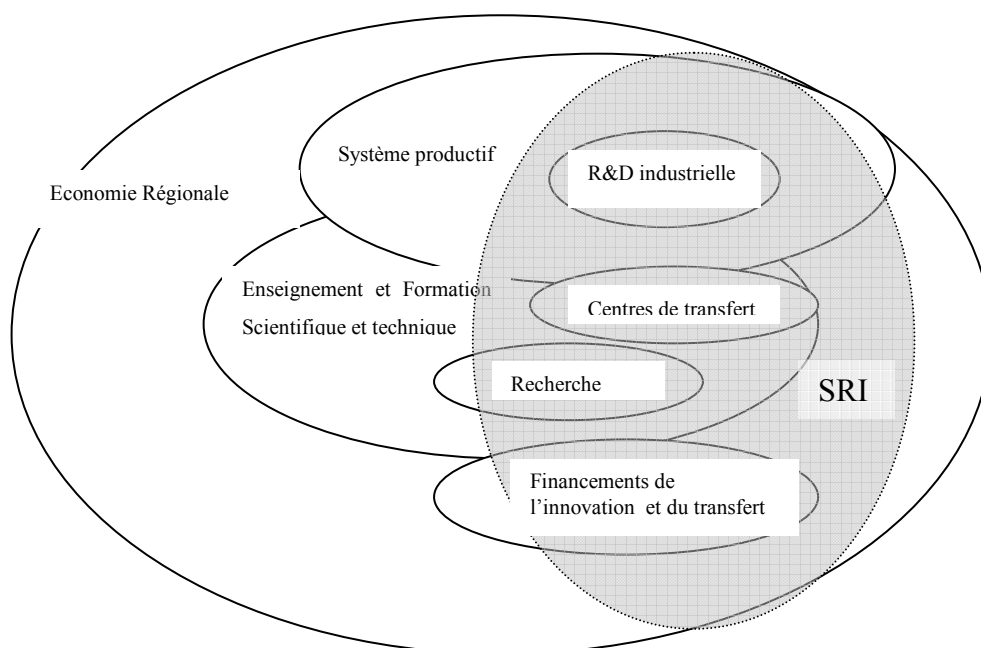 Système productif
R&D industrielle
Economie Régionale
Enseignement et Formation
Scientifique et technique
Centres de transfert
Recherche
SRI
Financements de
l’innovation et du transfert